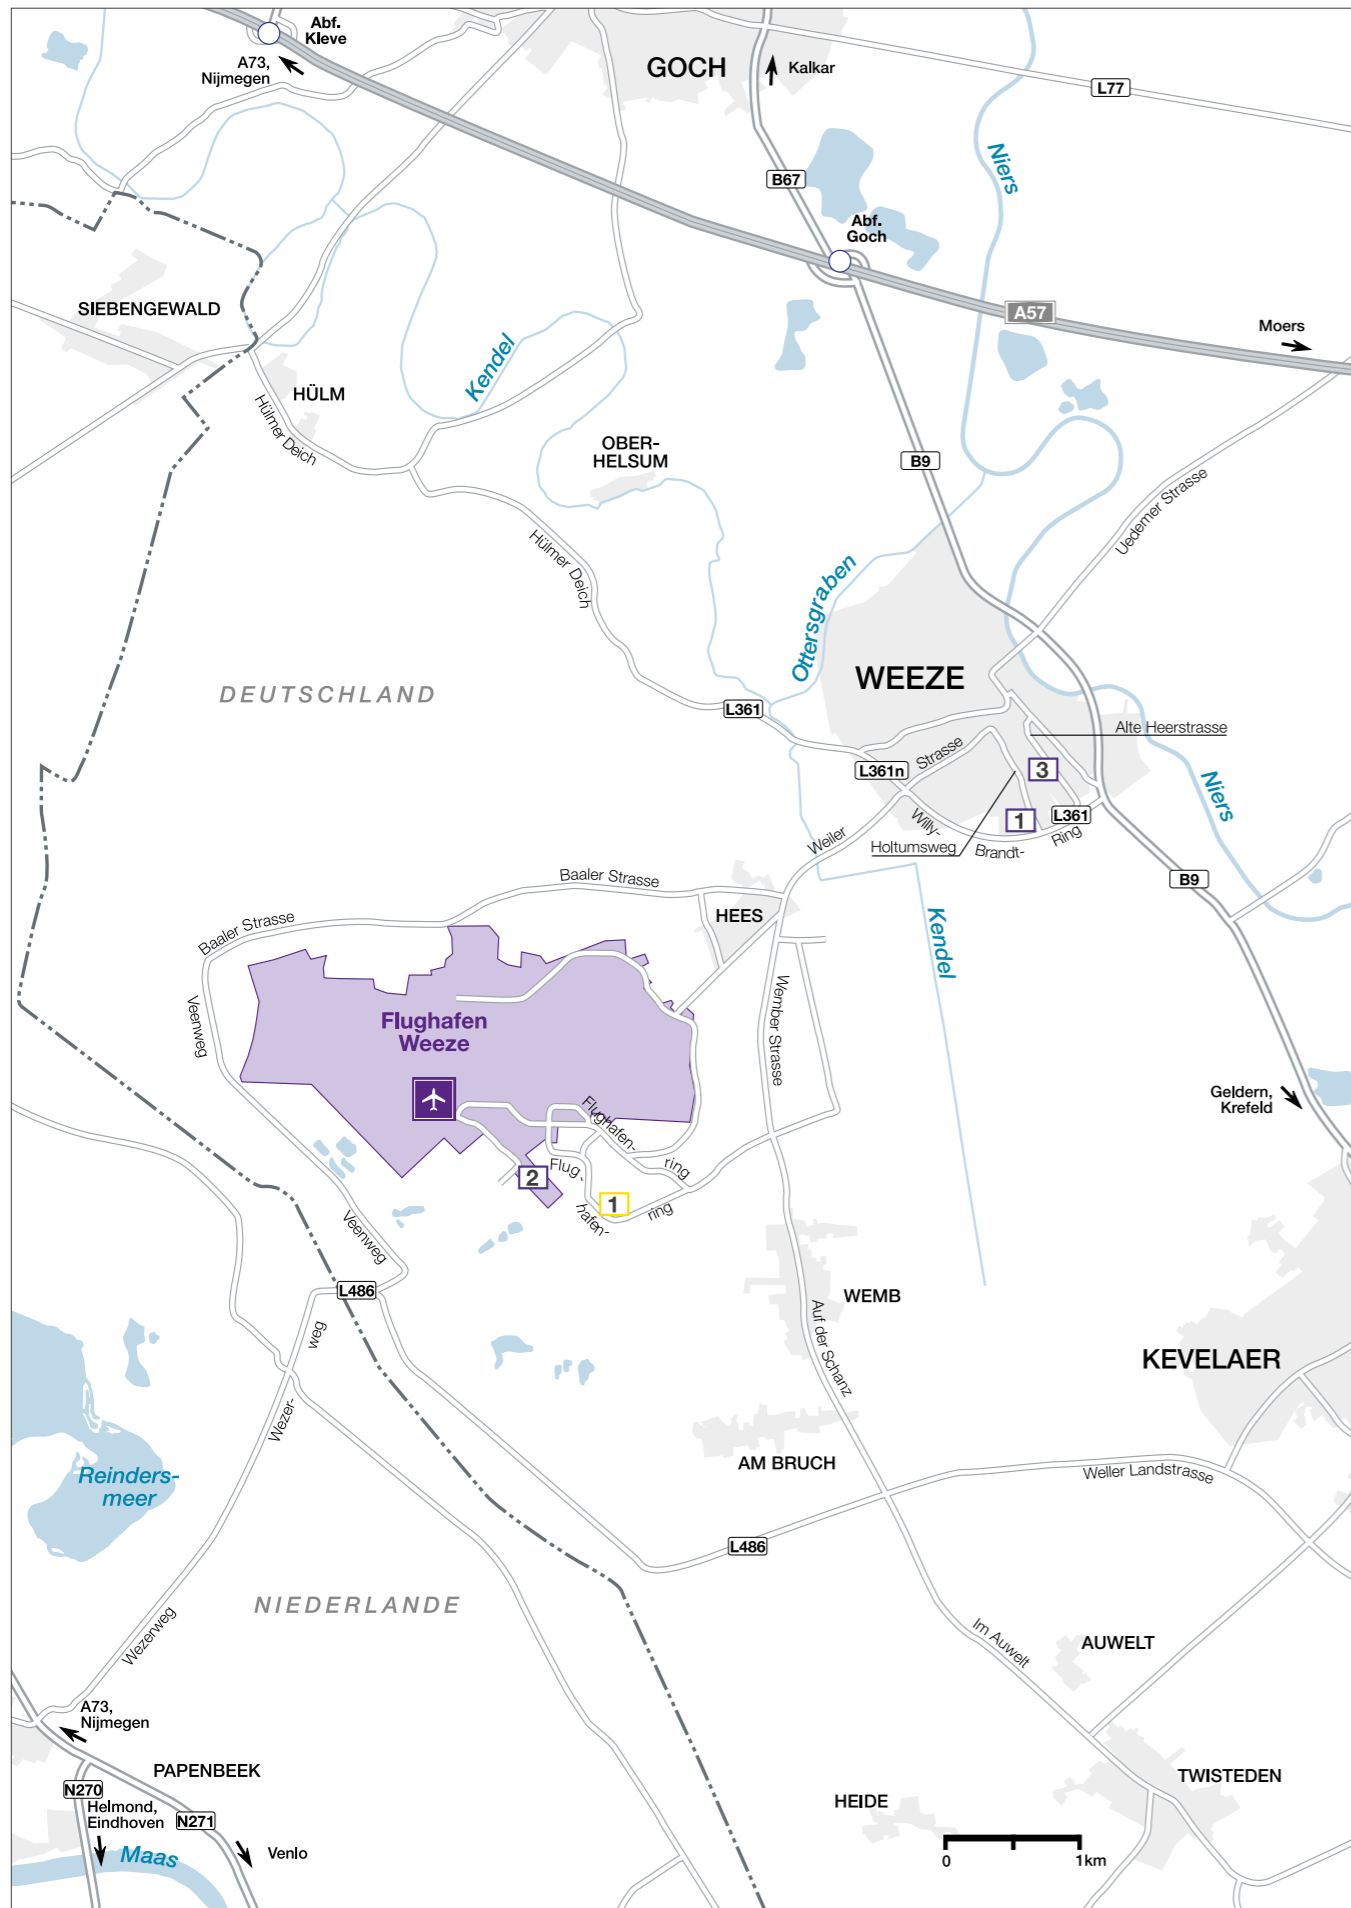 Abf.
Kleve
A73,
Nijmegen
GOCH
Kalkar
L77
Niers
B67
Abf.
Goch
A57
Moers
SIEBENGEWALD
Kendel
HÜLM
Hülmer Deich
OBER-
HELSUM
B9
Uedemer Strasse
Hülmer Deich
Ottersgraben
WEEZE
DEUTSCHLAND
L361
Alte Heerstrasse
Strasse
L361n
3
Niers
1
L361
Willy-
Brandt-
Ring
Weiler
Holtumsweg
Baaler Strasse
B9
HEES
Baaler Strasse
Kendel
Wember Strasse
Veenweg
Flughafen
Weeze
Geldern,
Krefeld
Flughafen-
ring
Flug-
hafen-
ring
2
1
Veenweg
L486
WEMB
weg
Wezer-
Auf der Schanz
KEVELAER
AM BRUCH
Weller Landstrasse
Reinders-
meer
L486
NIEDERLANDE
Wezerweg
Im Auwelt
AUWELT
A73,
Nijmegen
PAPENBEEK
TWISTEDEN
N270
Helmond,
Eindhoven
N271
HEIDE
Maas
Venlo
0
1km